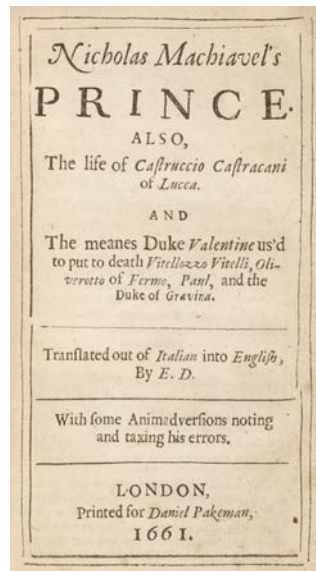 Nicholas Machiavel's
PRINCE.
ALSO,
The life of Caſtruccio Caſtracani
of Lucca.
AND
The meanes Duke Valentine us'd
to put to death Vitellozzo Vitelli, Oli-
verotto of Fermo, Paul, and the
Duke of Gravina.
Tranſlated out of Italian into Engliſh,
By E. D.
With ſome Animadverſions noting
and taxing his errors.
LONDON,
Printed for Daniel Pakeman,
1661.